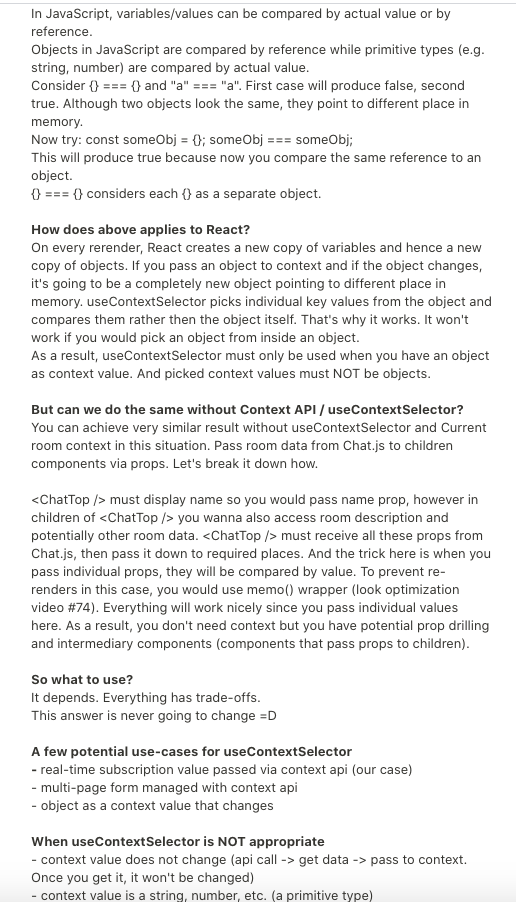 In JavaScript, variables/values can be compared by actual value or by
reference.
Objects in JavaScript are compared by reference while primitive types (e.g.
string, number) are compared by actual value.
Consider {} === {} and "a" === "a". First case will produce false, second
true. Although two objects look the same, they point to different place in
memory.
Now try: const someObj = {}; someObj === someObj;
This will produce true because now you compare the same reference to an
object.
{} === {} considers each {} as a separate object.
How does above applies to React?
On every rerender, React creates a new copy of variables and hence a new
copy of objects. If you pass an object to context and if the object changes,
it's going to be a completely new object pointing to different place in
memory. useContextSelector picks individual key values from the object and
compares them rather then the object itself. That's why it works. It won't
work if you would pick an object from inside an object.
As a result, useContextSelector must only be used when you have an object
as context value. And picked context values must NOT be objects.
But can we do the same without Context API / useContextSelector?
You can achieve very similar result without useContextSelector and Current
room context in this situation. Pass room data from Chat.js to children
components via props. Let's break it down how.
<ChatTop /> must display name so you would pass name prop, however in
children of <ChatTop /> you wanna also access room description and
potentially other room data. <ChatTop /> must receive all these props from
Chat.js, then pass it down to required places. And the trick here is when you
pass individual props, they will be compared by value. To prevent re-
renders in this case, you would use memo() wrapper (look optimization
video #74). Everything will work nicely since you pass individual values
here. As a result, you don't need context but you have potential prop drilling
and intermediary components (components that pass props to children).
So what to use?
It depends. Everything has trade-offs.
This answer is never going to change =D
A few potential use-cases for useContextSelector
- real-time subscription value passed via context api (our case)
- multi-page form managed with context api
- object as a context value that changes
When useContextSelector is NOT appropriate
- context value does not change (api call -> get data -> pass to context.
Once you get it, it won't be changed)
- context value is a string, number, etc. (a primitive type)